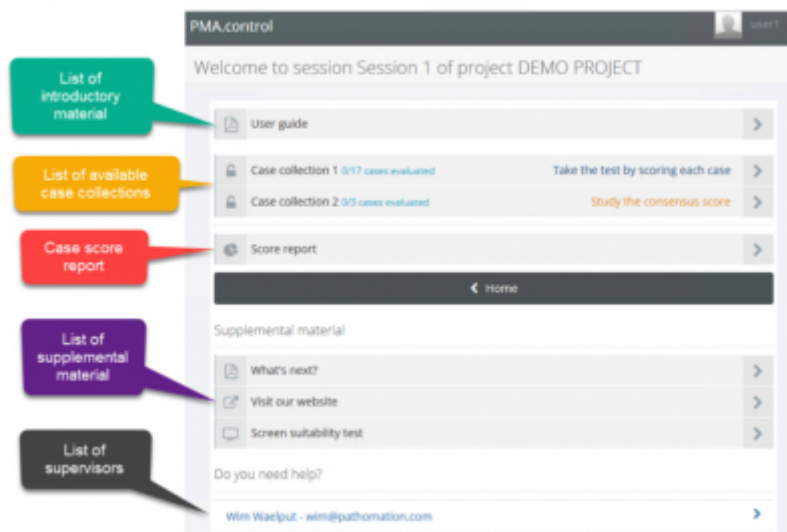 PMA.control
user1
Welcome to session Session 1 of project DEMO PROJECT
List of
introductory
material
User guide
List of available
case collections
Case collection 1 0/17 cases evaluated
Take the test by scoring each case
Case collection 2 0/3 cases evaluated
Study the consensus score
Case score
report
Score report
Home
List of
supplemental
material
Supplemental material
What's next?
Visit our website
Screen suitability test
List of
supervisors
Do you need help?
Wim Waelput - wim@pathomation.com